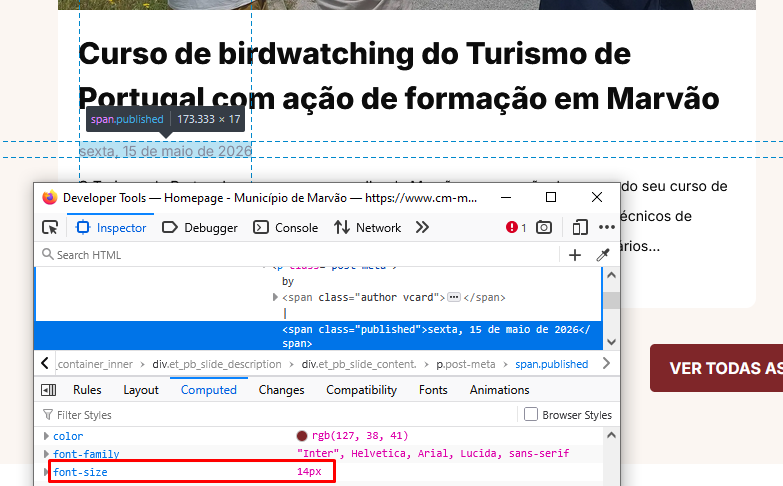 Curso de birdwatching do Turismo de
Portugal com ação de formação em Marvão
span.published 173.333 × 17
sexta, 15 de maio de 2026
do seu curso de
écnicos de
ários...
Developer Tools — Homepage - Município de Marvão — https://www.cm-m...
Inspector Debugger Console Network 1
Search HTML
<p class="post-meta">
by
<span class="author vcard"></span>
|
<span class="published">sexta, 15 de maio de 2026</
span>
_container_inner div.et_pb_slide_description div.et_pb_slide_content. p.post-meta span.published
VER TODAS AS
Rules Layout Computed Changes Compatibility Fonts Animations
Filter Styles Browser Styles
color rgb(127, 38, 41)
font-family "Inter", Helvetica, Arial, Lucida, sans-serif
font-size 14px